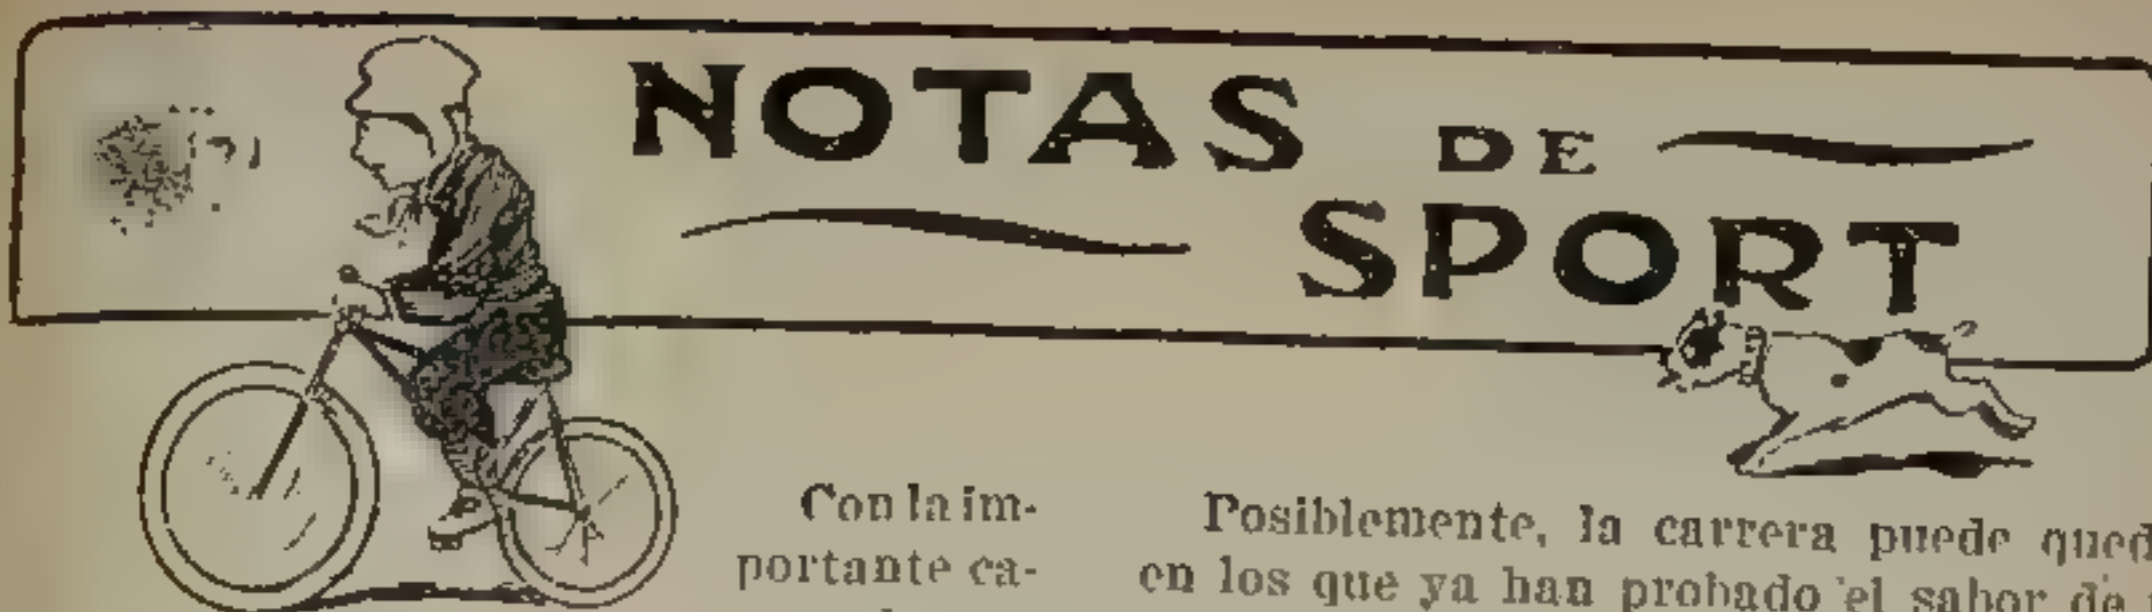 NOTAS DE
SPORT
Con la im-
portante ca-
Posiblemente, la carrera puede qued
en los que ya han probado el sabor de